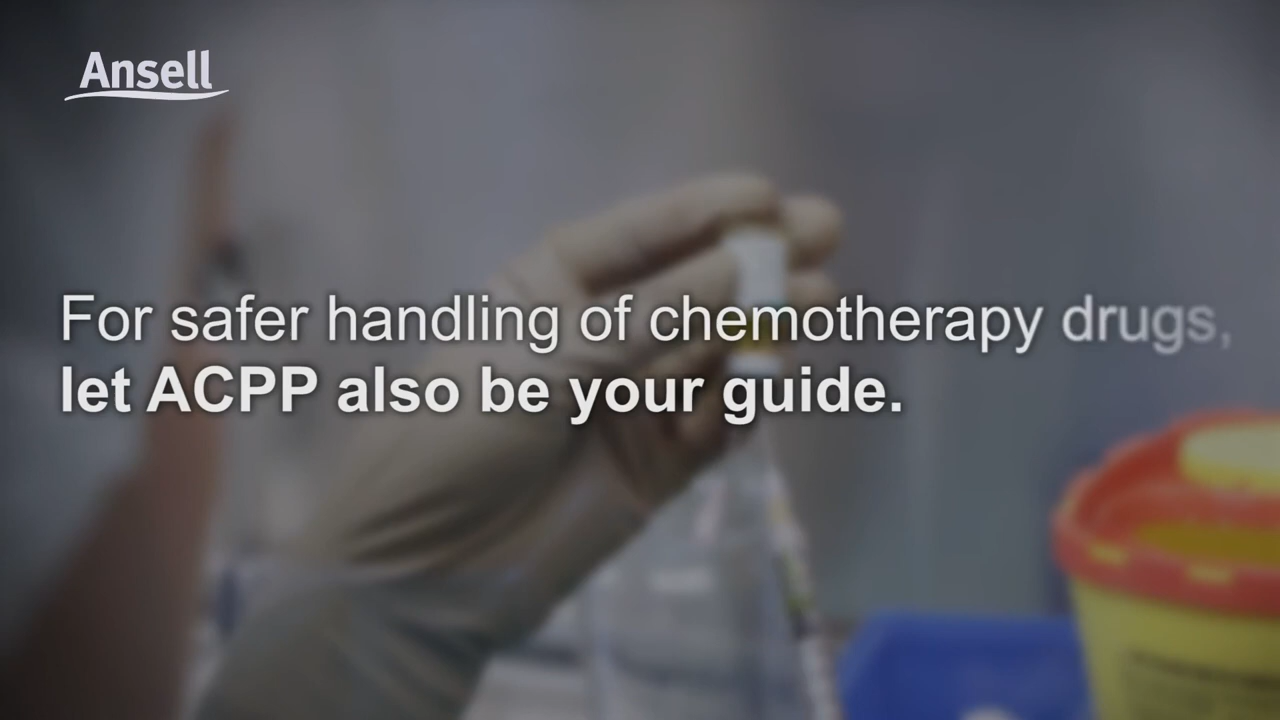 Ansell
For safer handling of chemotherapy drugs,
let ACPP also be your guide.